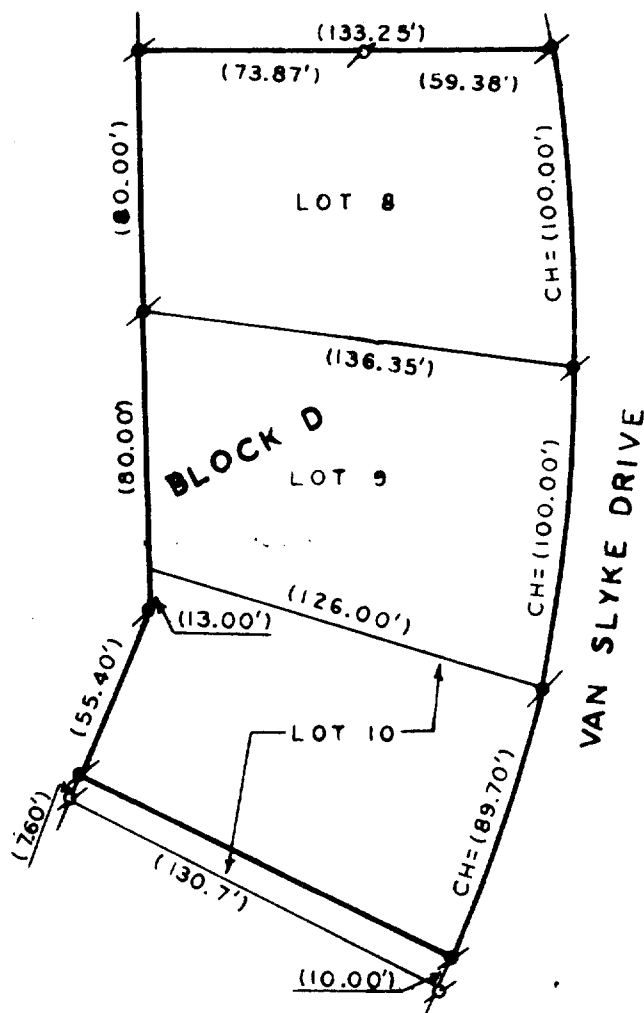 (133.25')
(73.87')
(59.38')
(80.00')
LOT 8
CH=(100.00')
(136.35')
(80.00')
BLOCK D
LOT 9
CH=(100.00')
VAN SLYKE DRIVE
(126.00')
(13.00')
(55.40')
LOT 10
(7.60')
(130.7')
CH=(89.70')
(10.00')